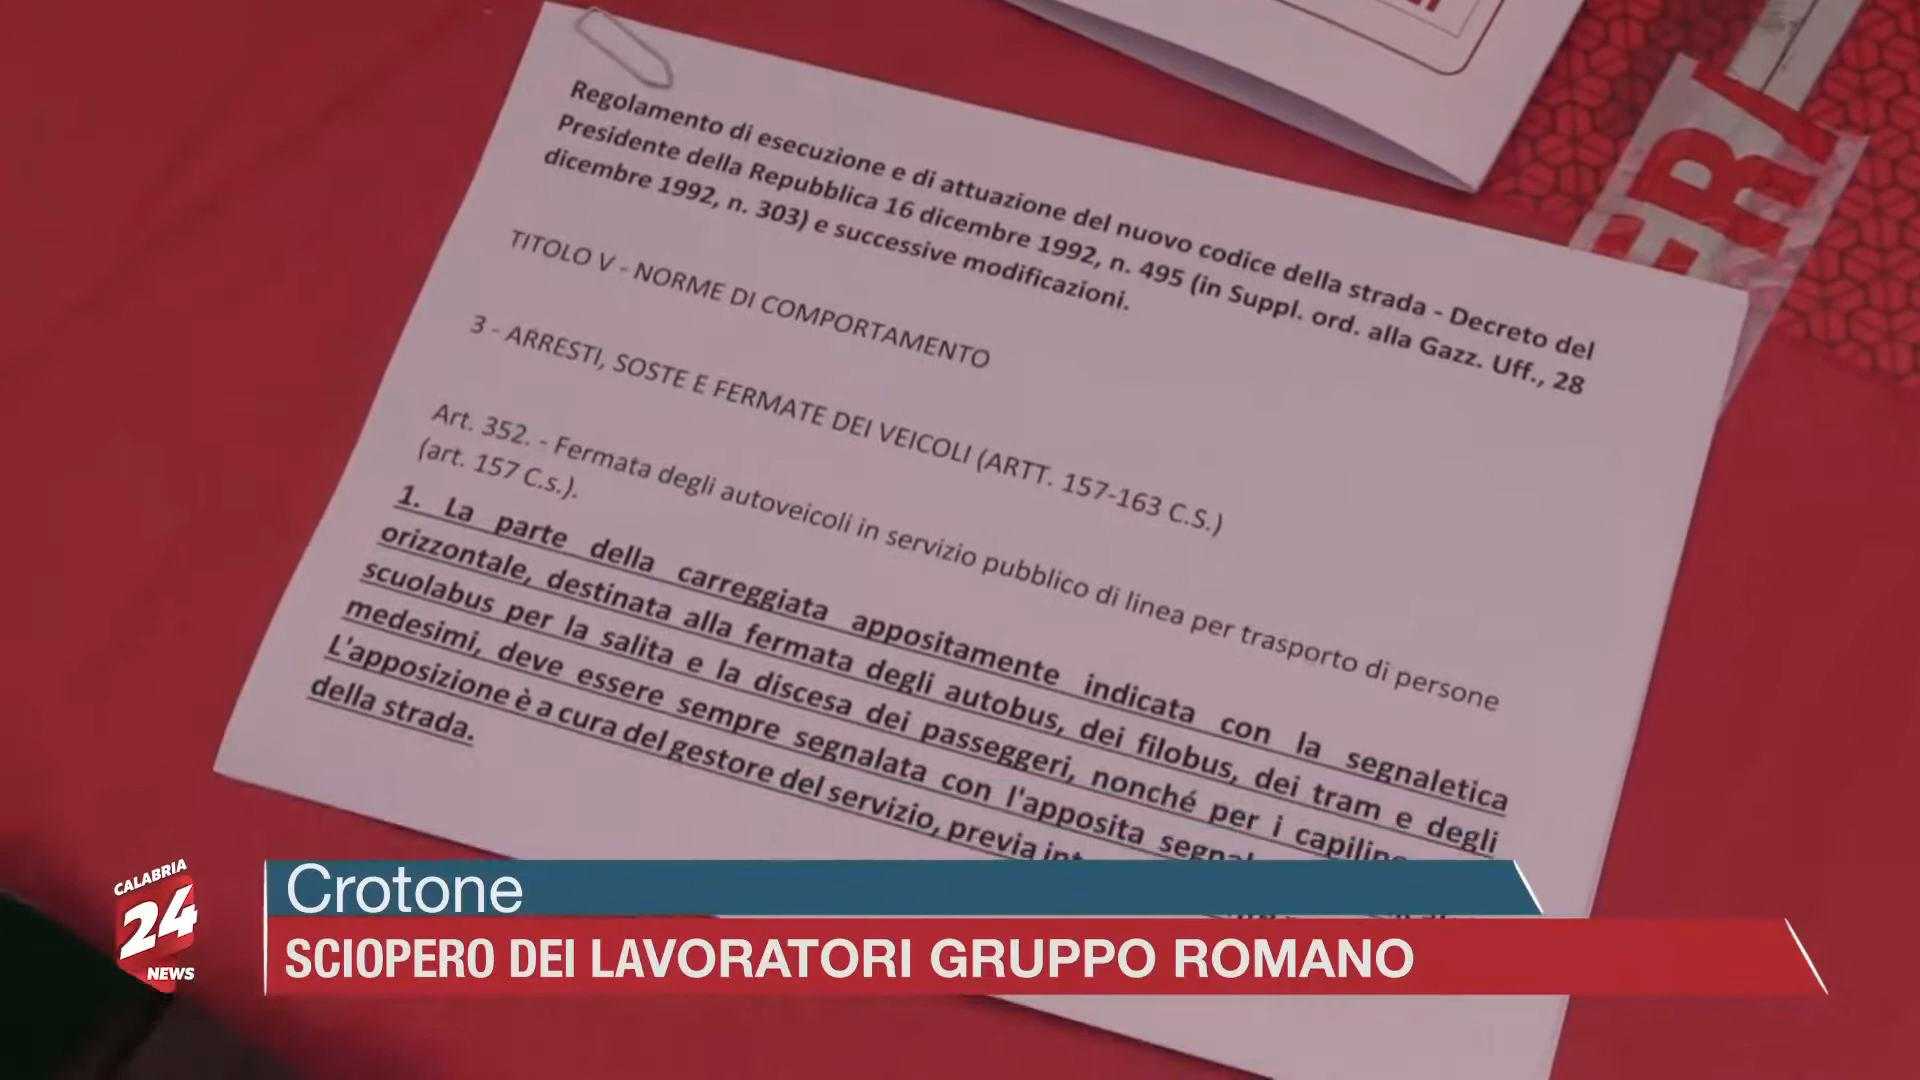 Regolamento di esecuzione e di attuazione del nuovo codice della strada - Decreto del
Presidente della Repubblica 16 dicembre 1992, n. 495 (in Suppl. ord. alla Gazz. Uff., 28
dicembre 1992, n. 303) e successive modificazioni.
TITOLO V - NORME DI COMPORTAMENTO
3 - ARRESTI, SOSTE E FERMATE DEI VEICOLI (ARTT. 157-163 C.S.)
Art. 352. - Fermata degli autoveicoli in servizio pubblico di linea per trasporto di persone
(art. 157 C.s.).
1. La parte della carreggiata appositamente indicata con la segnaletica
orizzontale, destinata alla fermata degli autobus, dei filobus, dei tram e degli
scuolabus per la salita e la discesa dei passeggeri, nonché per i
medesimi, deve essere sempre segnalata con l'apposita
L'apposizione è a cura del gestore del servizio, previa
della strada.
CALABRIA
24
NEWS
Crotone
SCIOPERO DEI LAVORATORI GRUPPO ROMANO